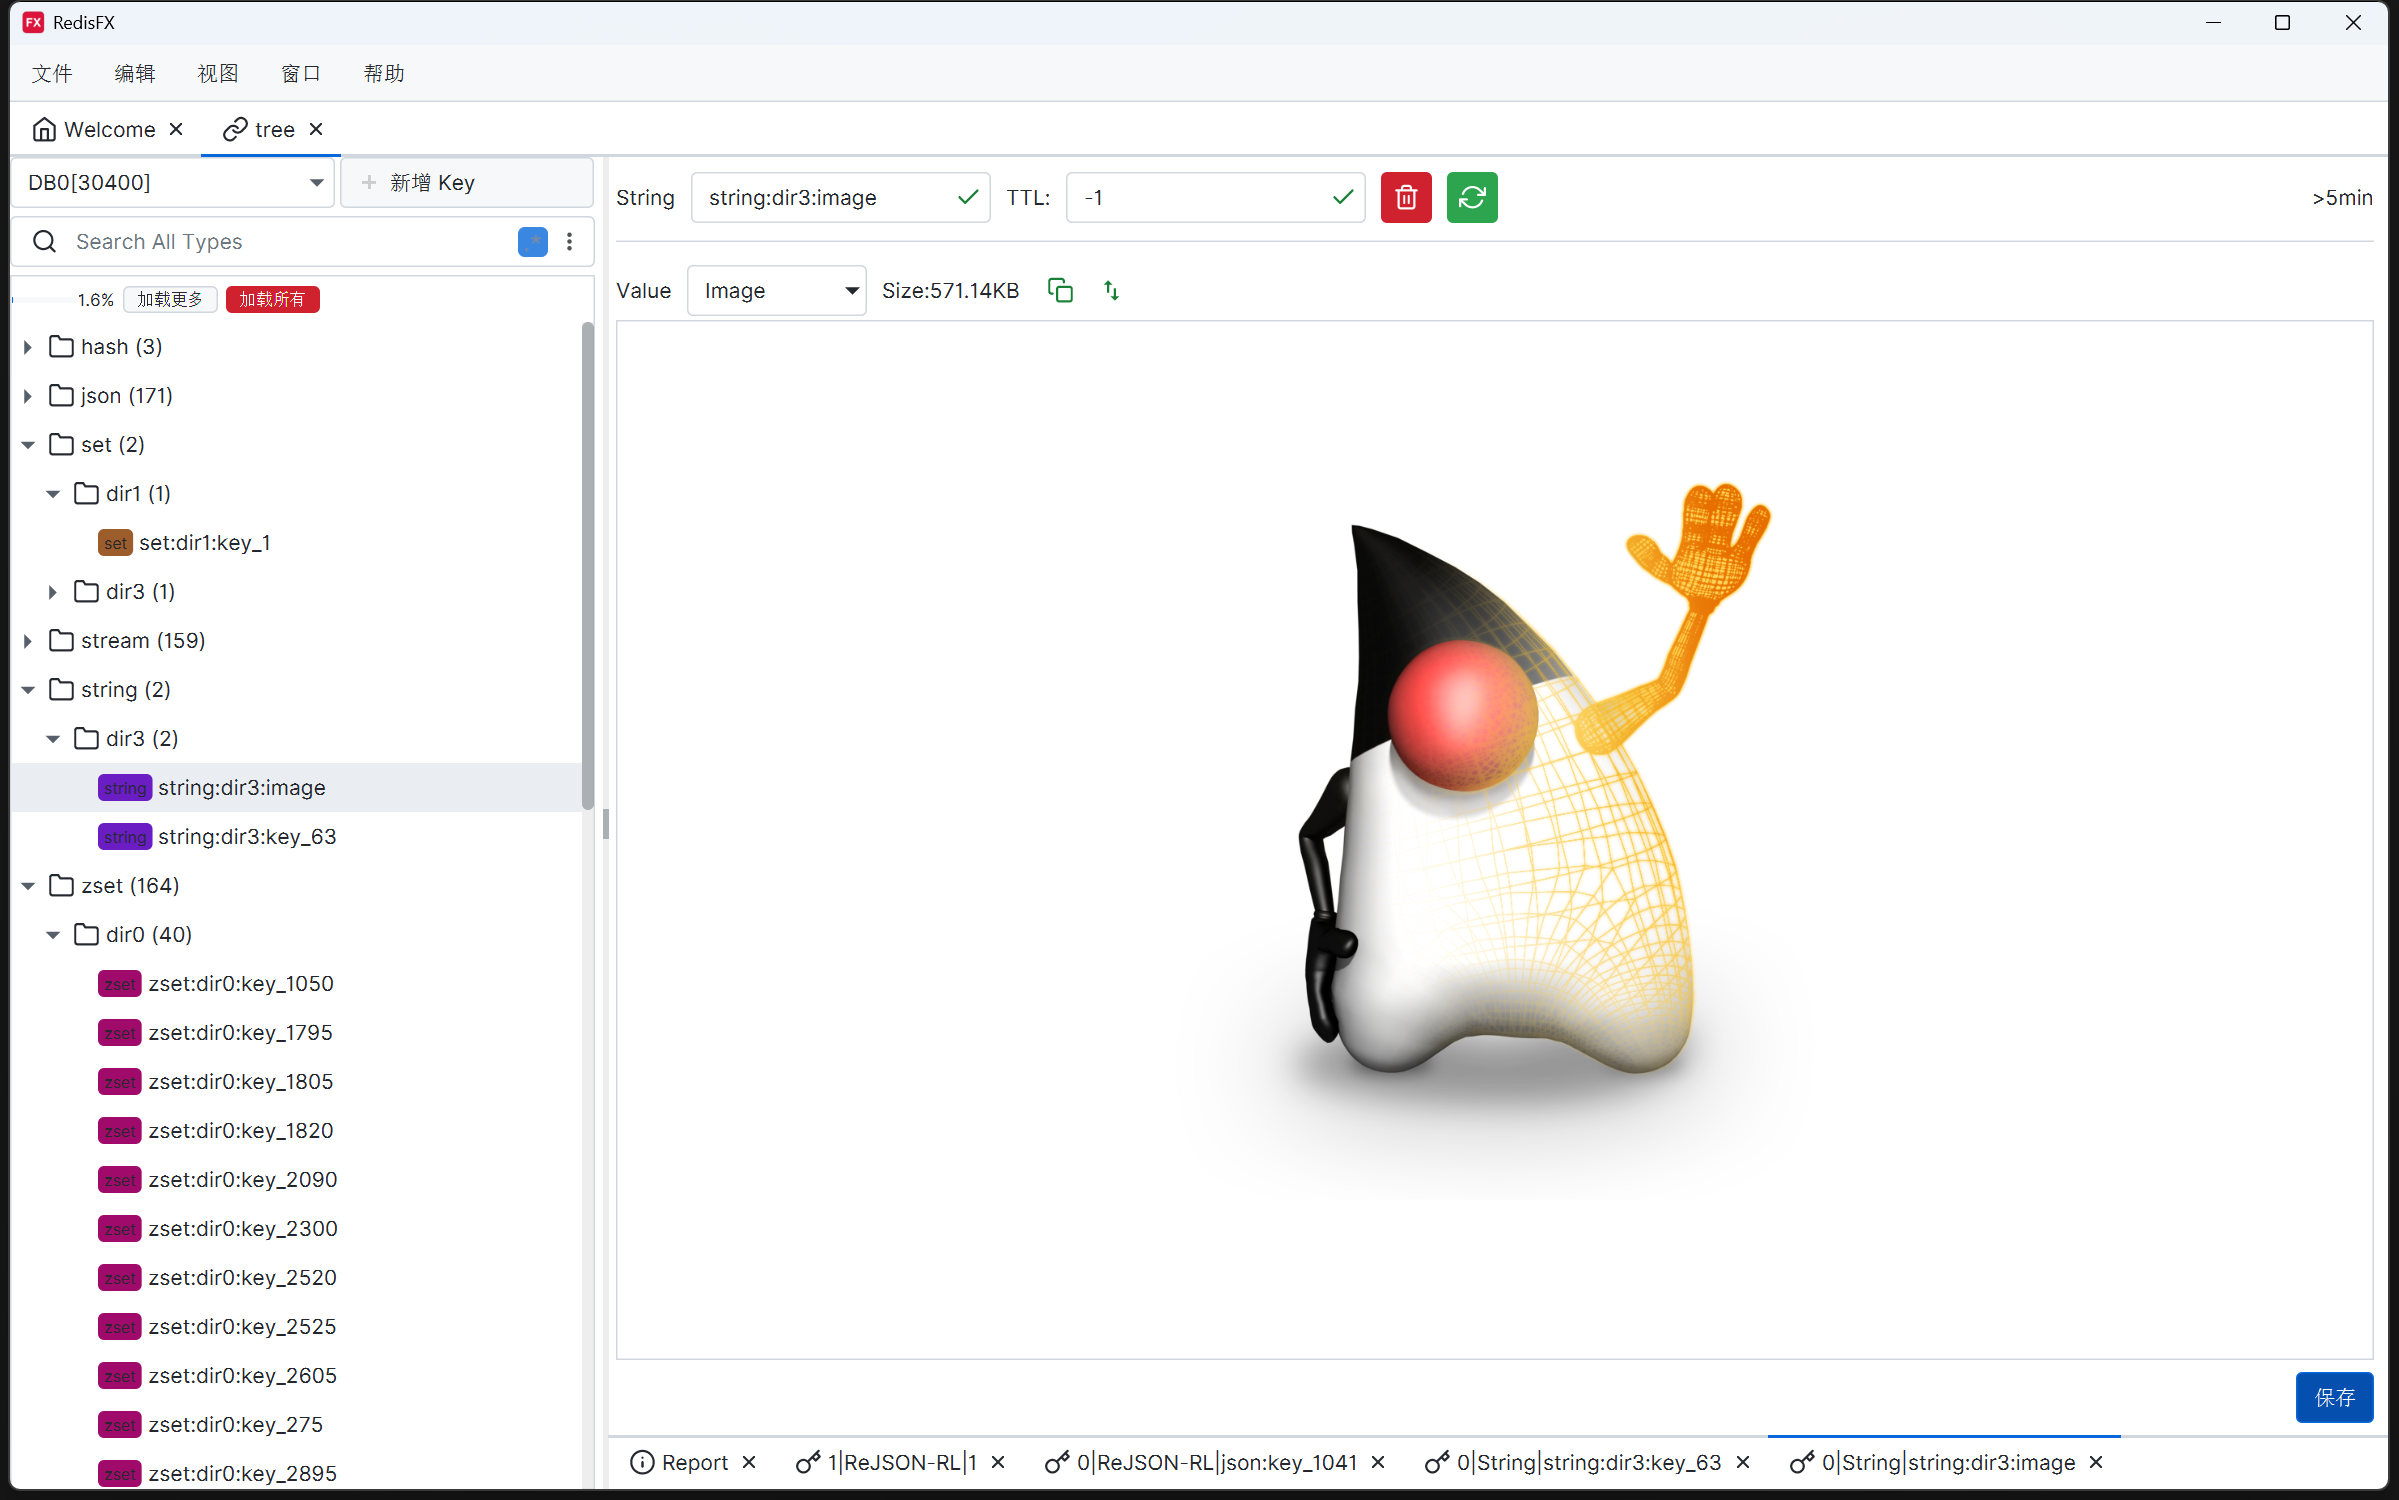 FX RedisFX
文件 编辑 视图 窗口 帮助
Welcome tree
DB0[30400] + 新增 Key
Search All Types .*
1.6% 加载更多 加载所有
hash (3)
json (171)
set (2)
dir1 (1)
set set:dir1:key_1
dir3 (1)
stream (159)
string (2)
dir3 (2)
string string:dir3:image
string string:dir3:key_63
zset (164)
dir0 (40)
zset zset:dir0:key_1050
zset zset:dir0:key_1795
zset zset:dir0:key_1805
zset zset:dir0:key_1820
zset zset:dir0:key_2090
zset zset:dir0:key_2300
zset zset:dir0:key_2520
zset zset:dir0:key_2525
zset zset:dir0:key_2605
zset zset:dir0:key_275
zset zset:dir0:key_2895
String string:dir3:image TTL: -1 >5min
Value Image Size:571.14KB
保存
Report 1|ReJSON-RL|1 0|ReJSON-RL|json:key_1041 0|String|string:dir3:key_63 0|String|string:dir3:image